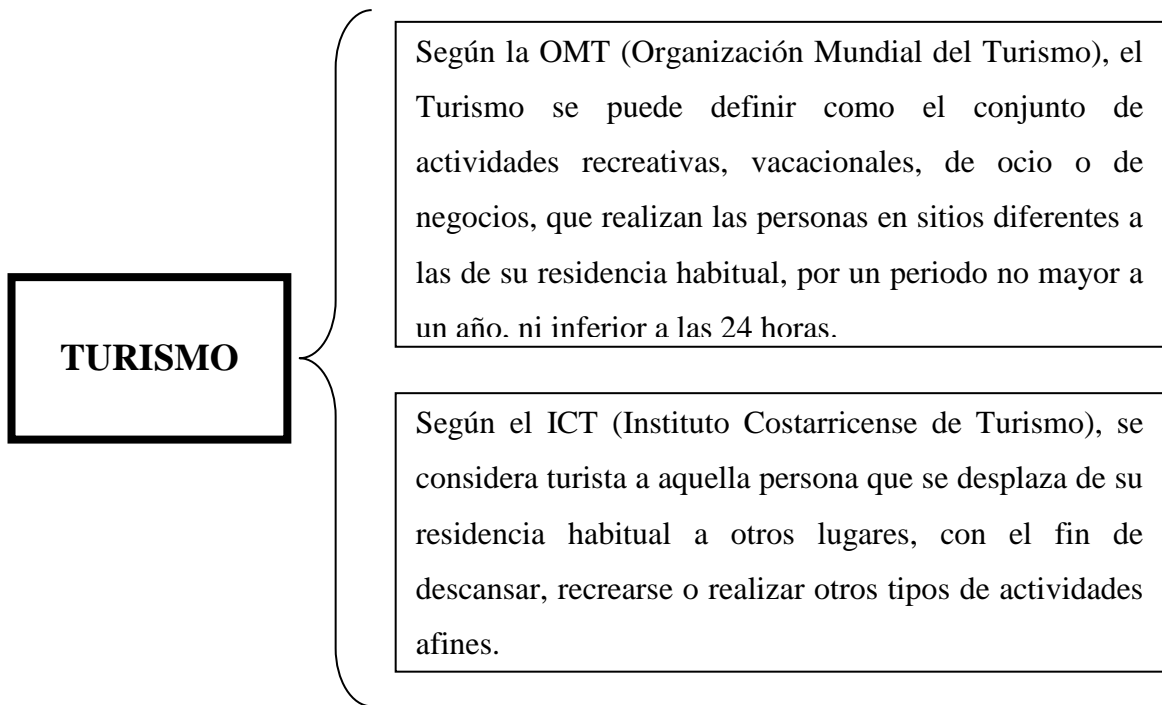 TURISMO
Según la OMT (Organización Mundial del Turismo), el
Turismo se puede definir como el conjunto de
actividades recreativas, vacacionales, de ocio o de
negocios, que realizan las personas en sitios diferentes a
las de su residencia habitual, por un periodo no mayor a
un año, ni inferior a las 24 horas.
Según el ICT (Instituto Costarricense de Turismo), se
considera turista a aquella persona que se desplaza de su
residencia habitual a otros lugares, con el fin de
descansar, recrearse o realizar otros tipos de actividades
afines.